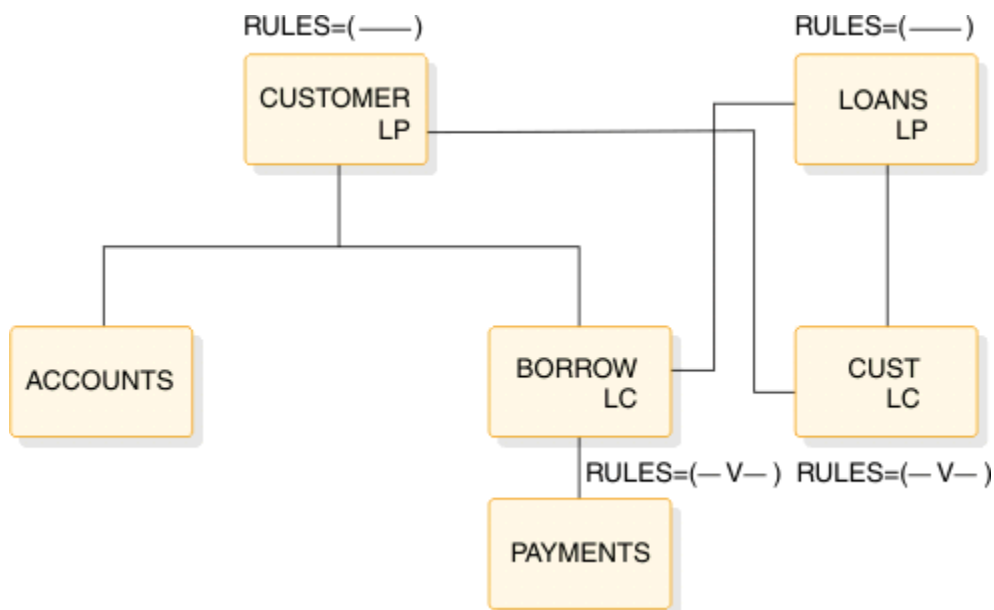 RULES=( —— )
RULES=( —— )
CUSTOMER
LP
LOANS
LP
ACCOUNTS
BORROW
LC
CUST
LC
RULES=(— V— )
RULES=(— V— )
PAYMENTS